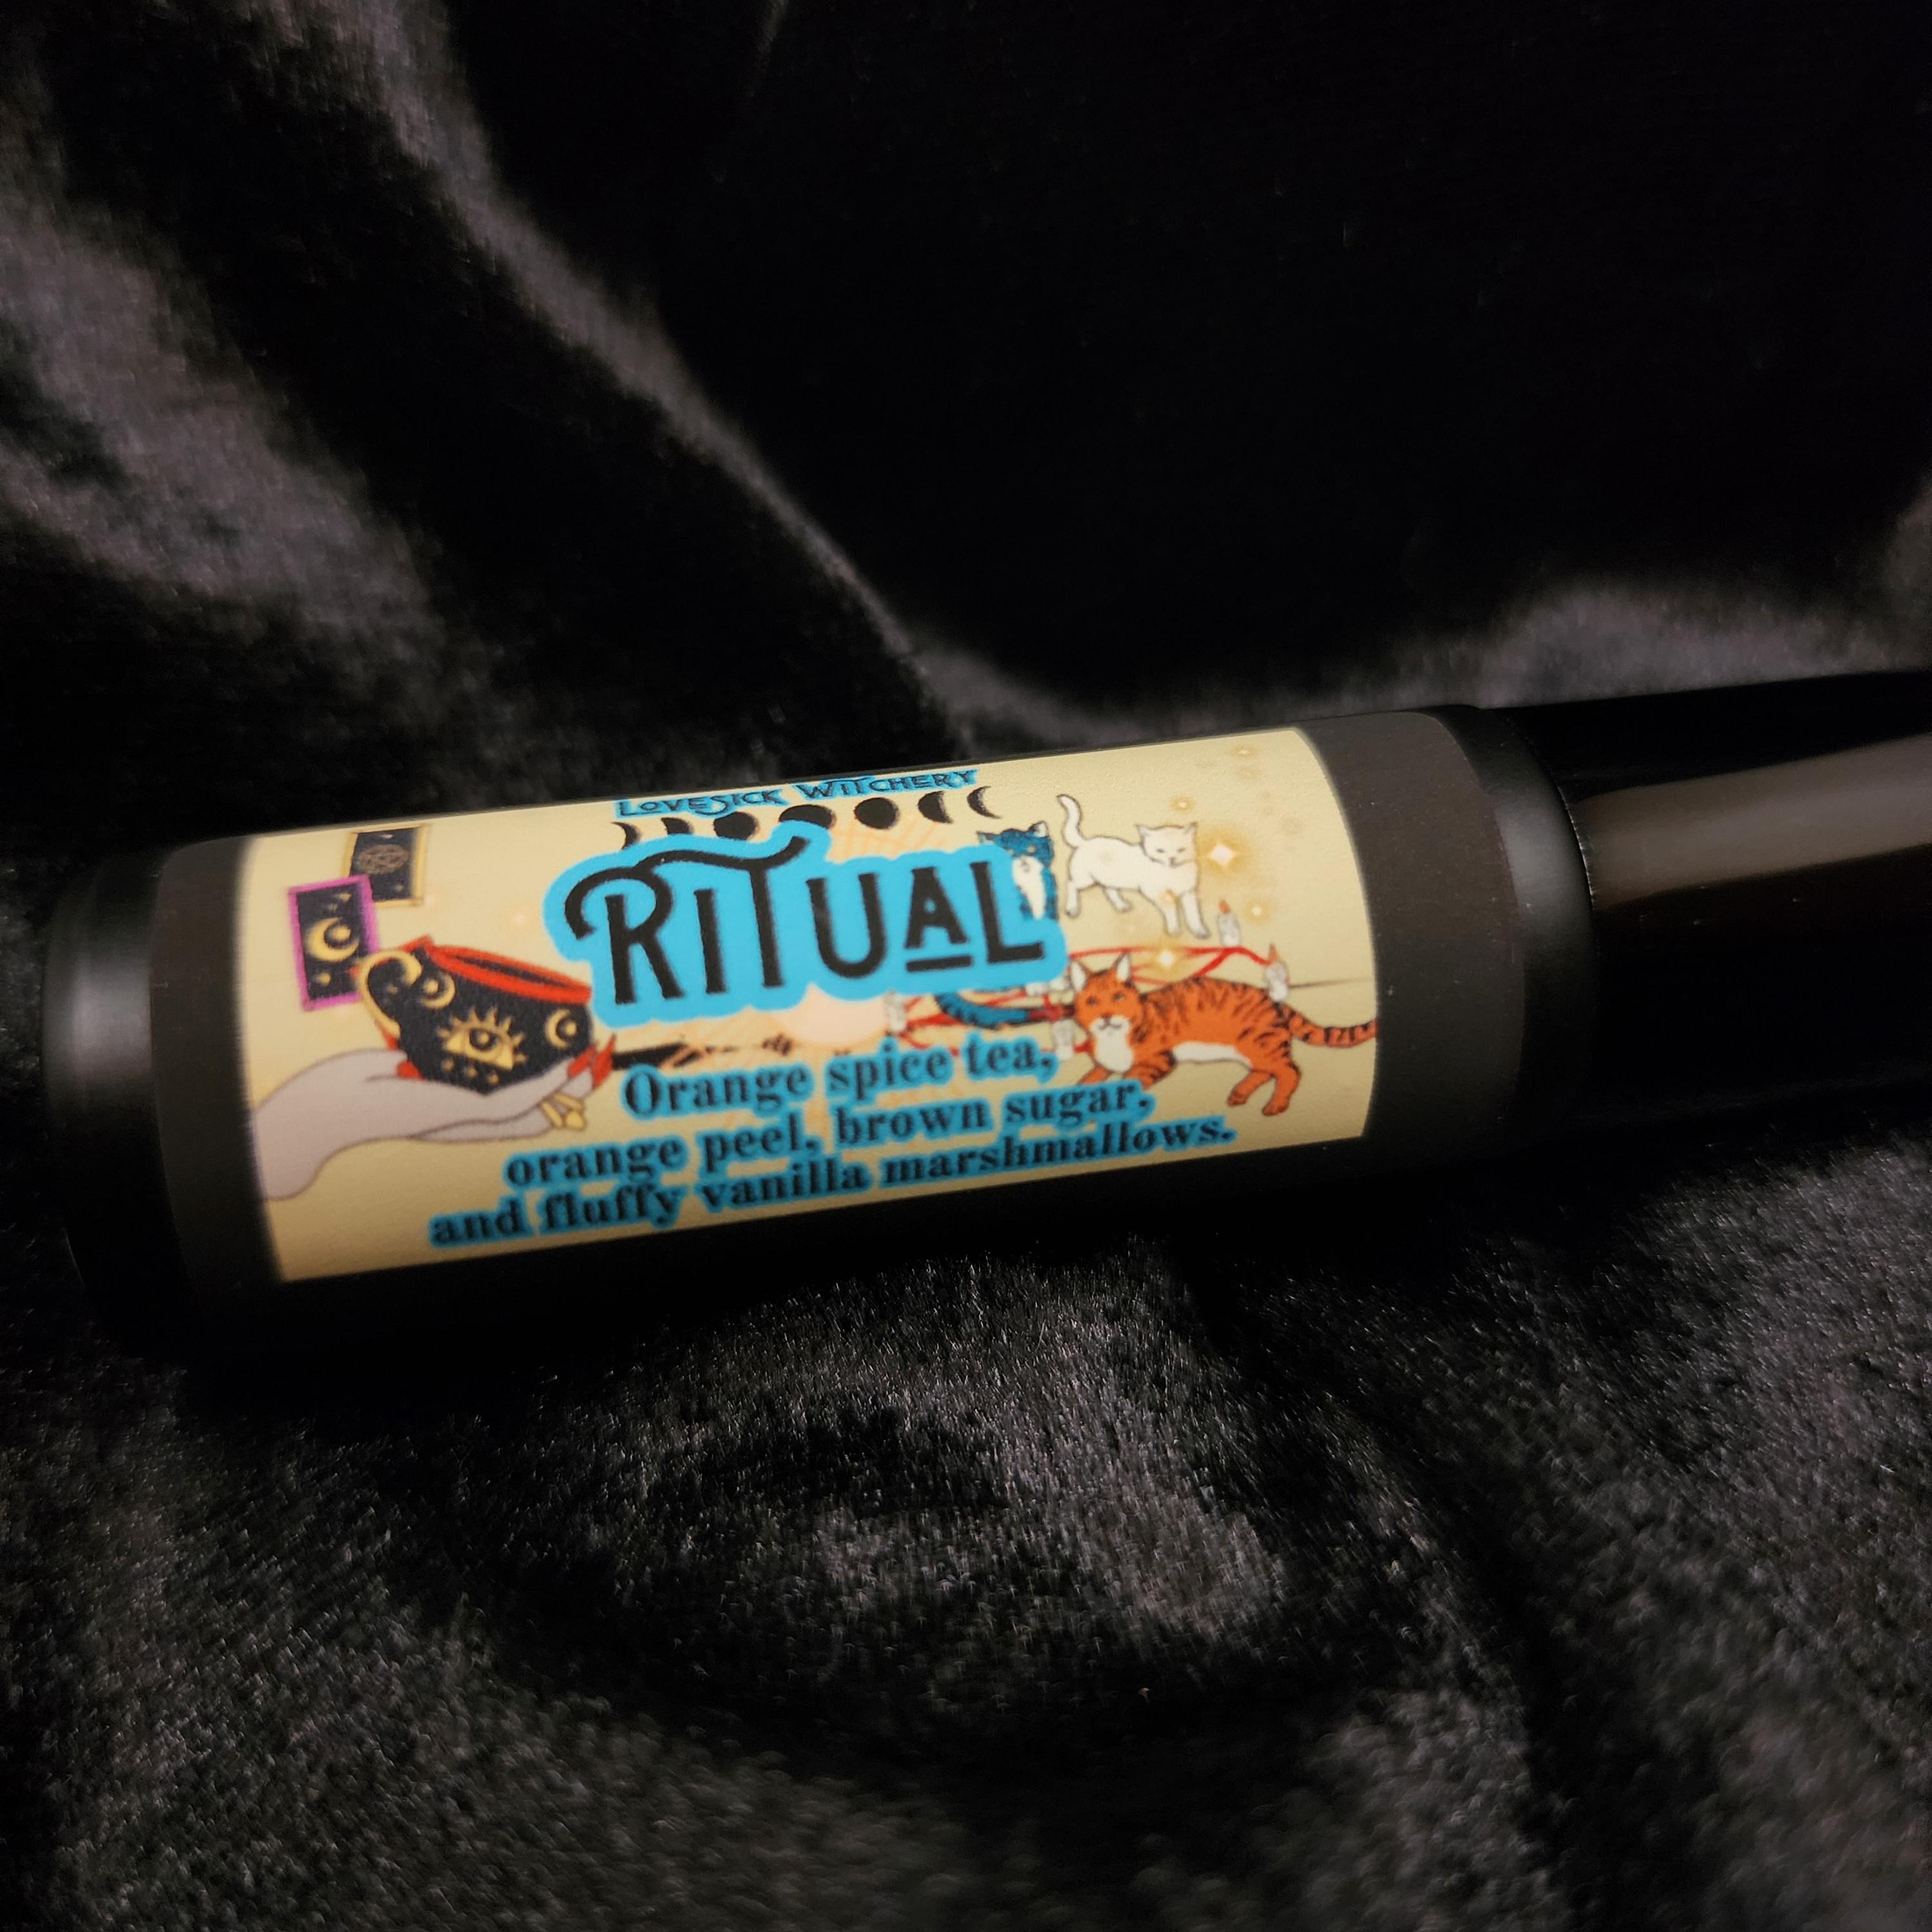 LOVESICK WITCHERY
RITUAL
Orange spice tea,
orange peel, brown sugar,
and fluffy vanilla marshmallows.